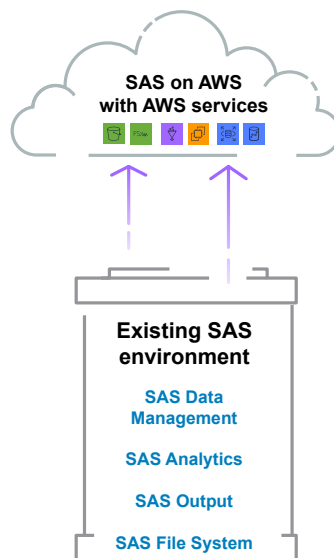 SAS on AWS
with AWS services
Existing SAS
environment
SAS Data
Management
SAS Analytics
SAS Output
SAS File System